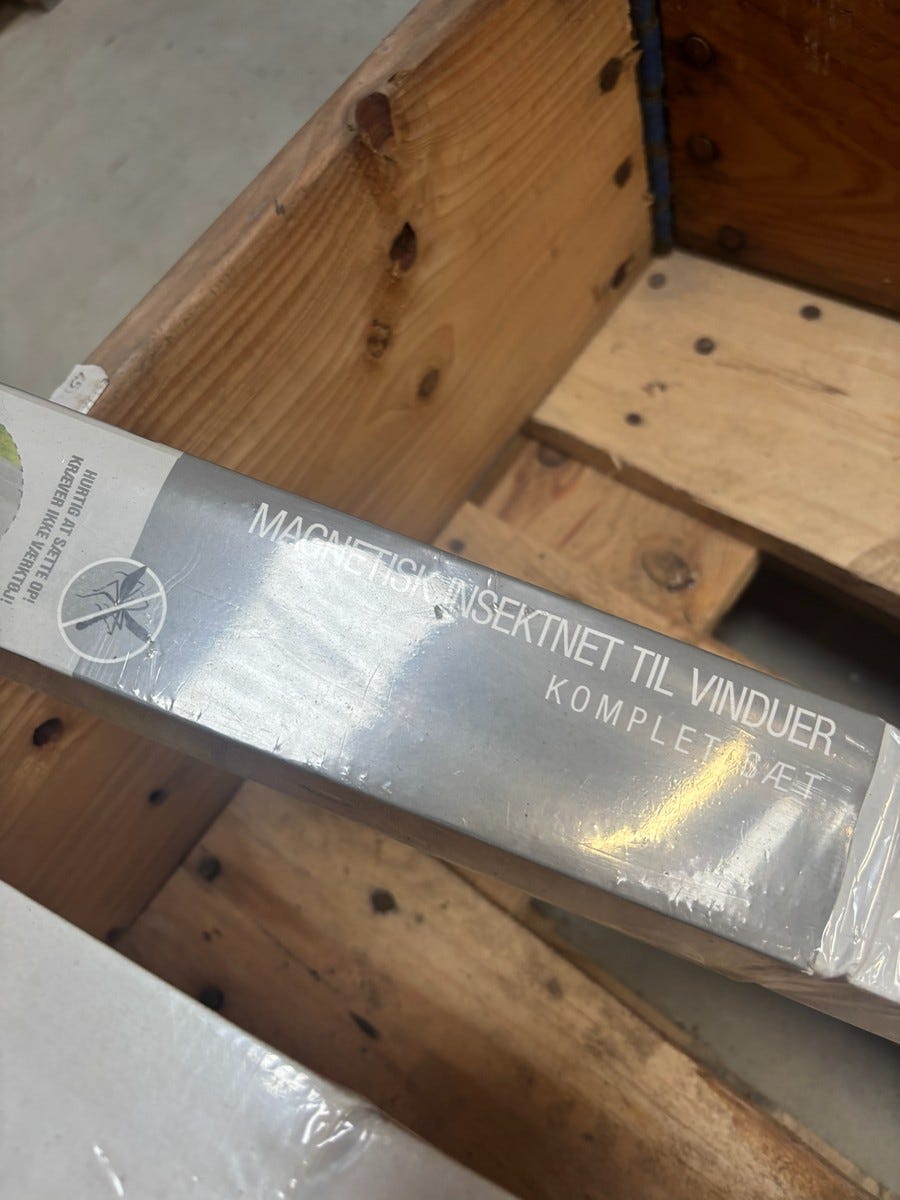 HURTIG AT SÆTTE OP!
KRÆVER IKKE VÆRKTØJ!
MAGNETISK INSEKTNET TIL VINDUER
KOMPLET SÆT